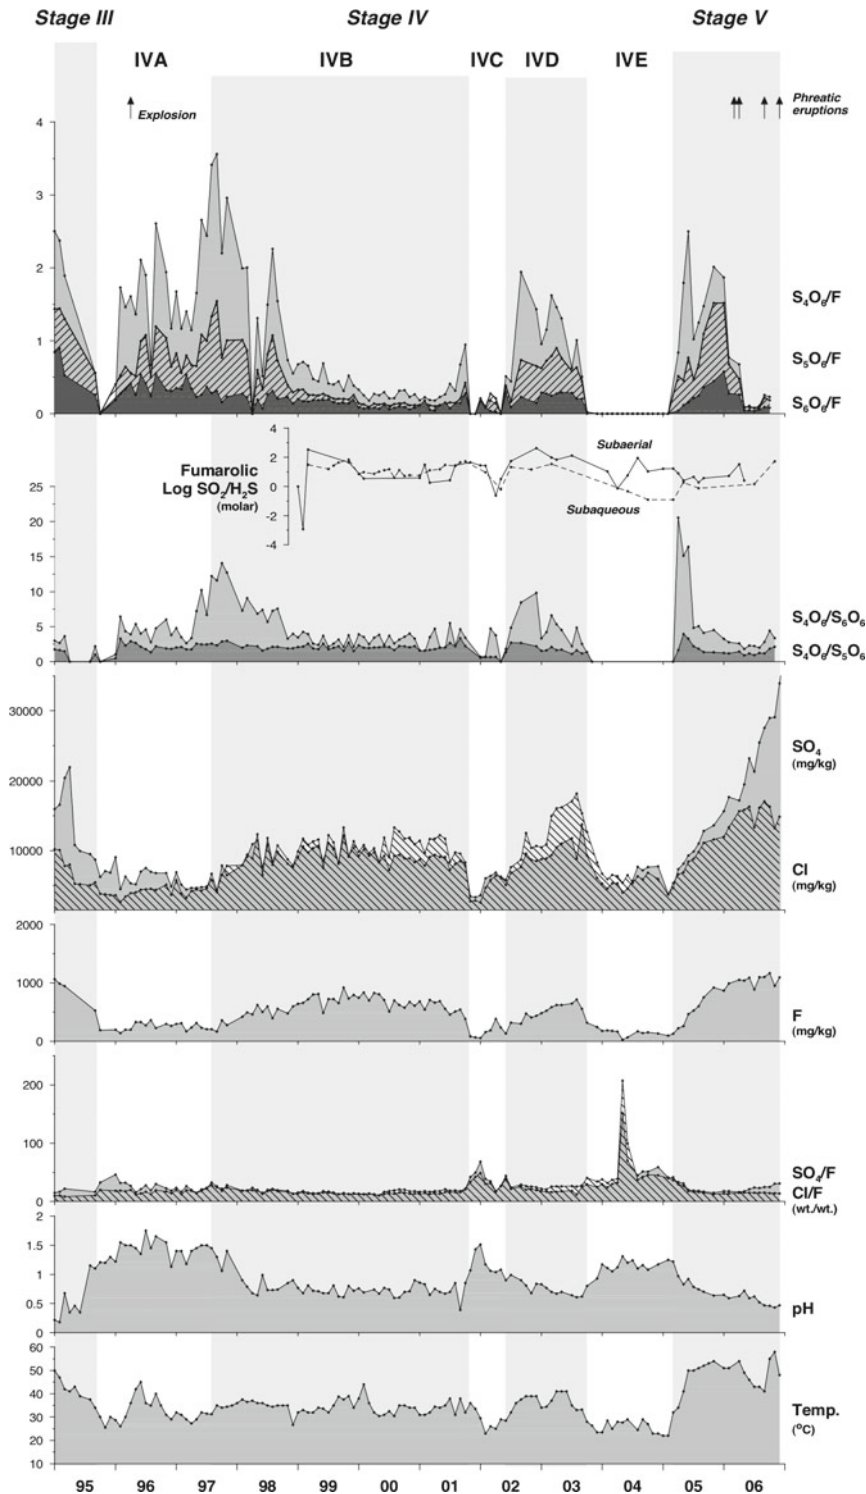 Stage III Stage IV Stage V
IVA IVB IVC IVD IVE
Explosion
Phreatic
eruptions
4
3
2
1
0
S₄O₆/F
S₅O₆/F
S₆O₆/F
Fumarolic
Log SO₂/H₂S
(molar)
4
2
0
-2
-4
Subaerial
Subaqueous
25
20
15
10
5
0
S₄O₆/S₆O₆
S₄O₆/S₅O₆
30000
20000
10000
SO₄
(mg/kg)
Cl
(mg/kg)
2000
1000
0
F
(mg/kg)
200
100
0
SO₄/F
Cl/F
(wt./wt.)
2
1.5
1
0.5
0
pH
60
50
40
30
20
10
Temp.
(°C)
95 96 97 98 99 00 01 02 03 04 05 06